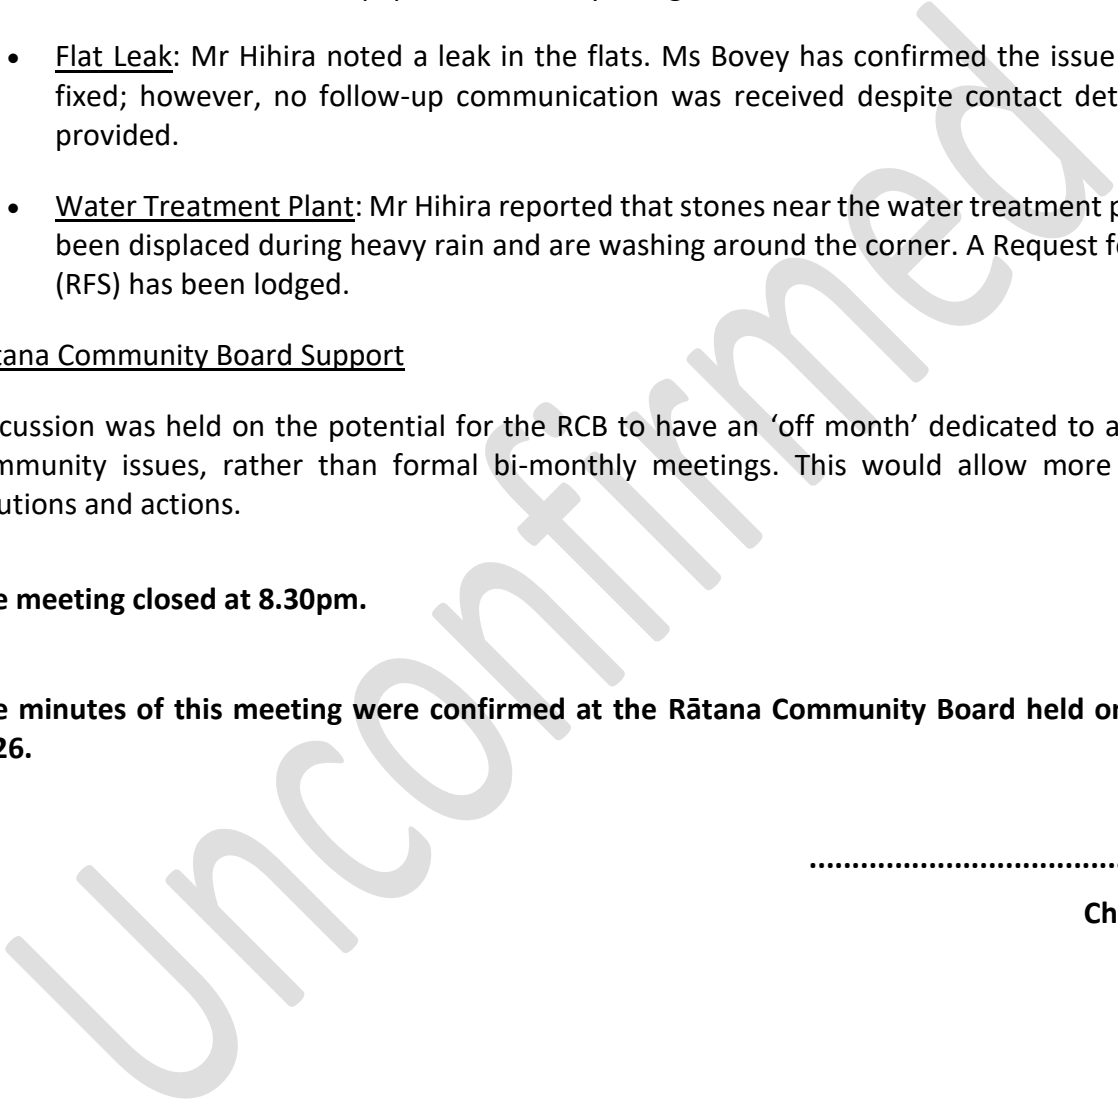 • Flat Leak: Mr Hihira noted a leak in the flats. Ms Bovey has confirmed the issue
fixed; however, no follow-up communication was received despite contact det
provided.
• Water Treatment Plant: Mr Hihira reported that stones near the water treatment p
been displaced during heavy rain and are washing around the corner. A Request fo
(RFS) has been lodged.
tana Community Board Support
cussion was held on the potential for the RCB to have an ‘off month’ dedicated to a
mmunity issues, rather than formal bi-monthly meetings. This would allow more
utions and actions.
e meeting closed at 8.30pm.
e minutes of this meeting were confirmed at the Rātana Community Board held on
26.
....................................
Ch
Unconfirmed